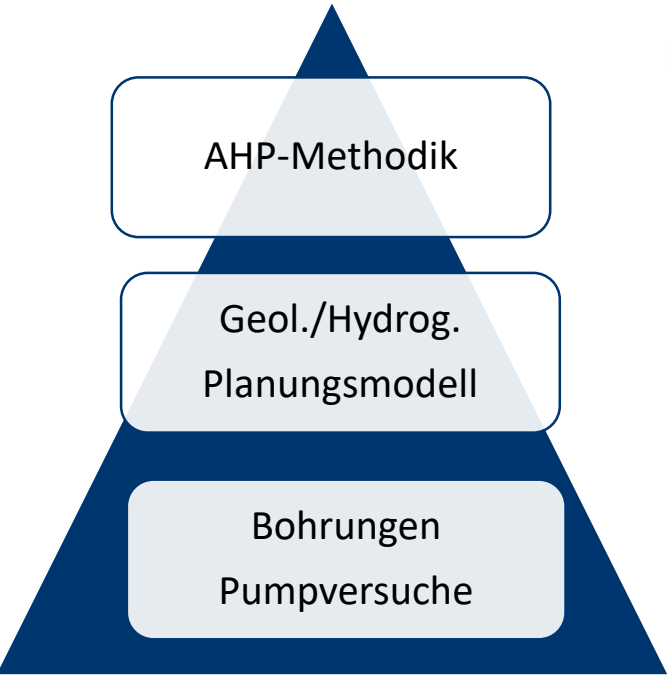 AHP-Methodik
Geol./Hydrog.
Planungsmodell
Bohrungen
Pumpversuche